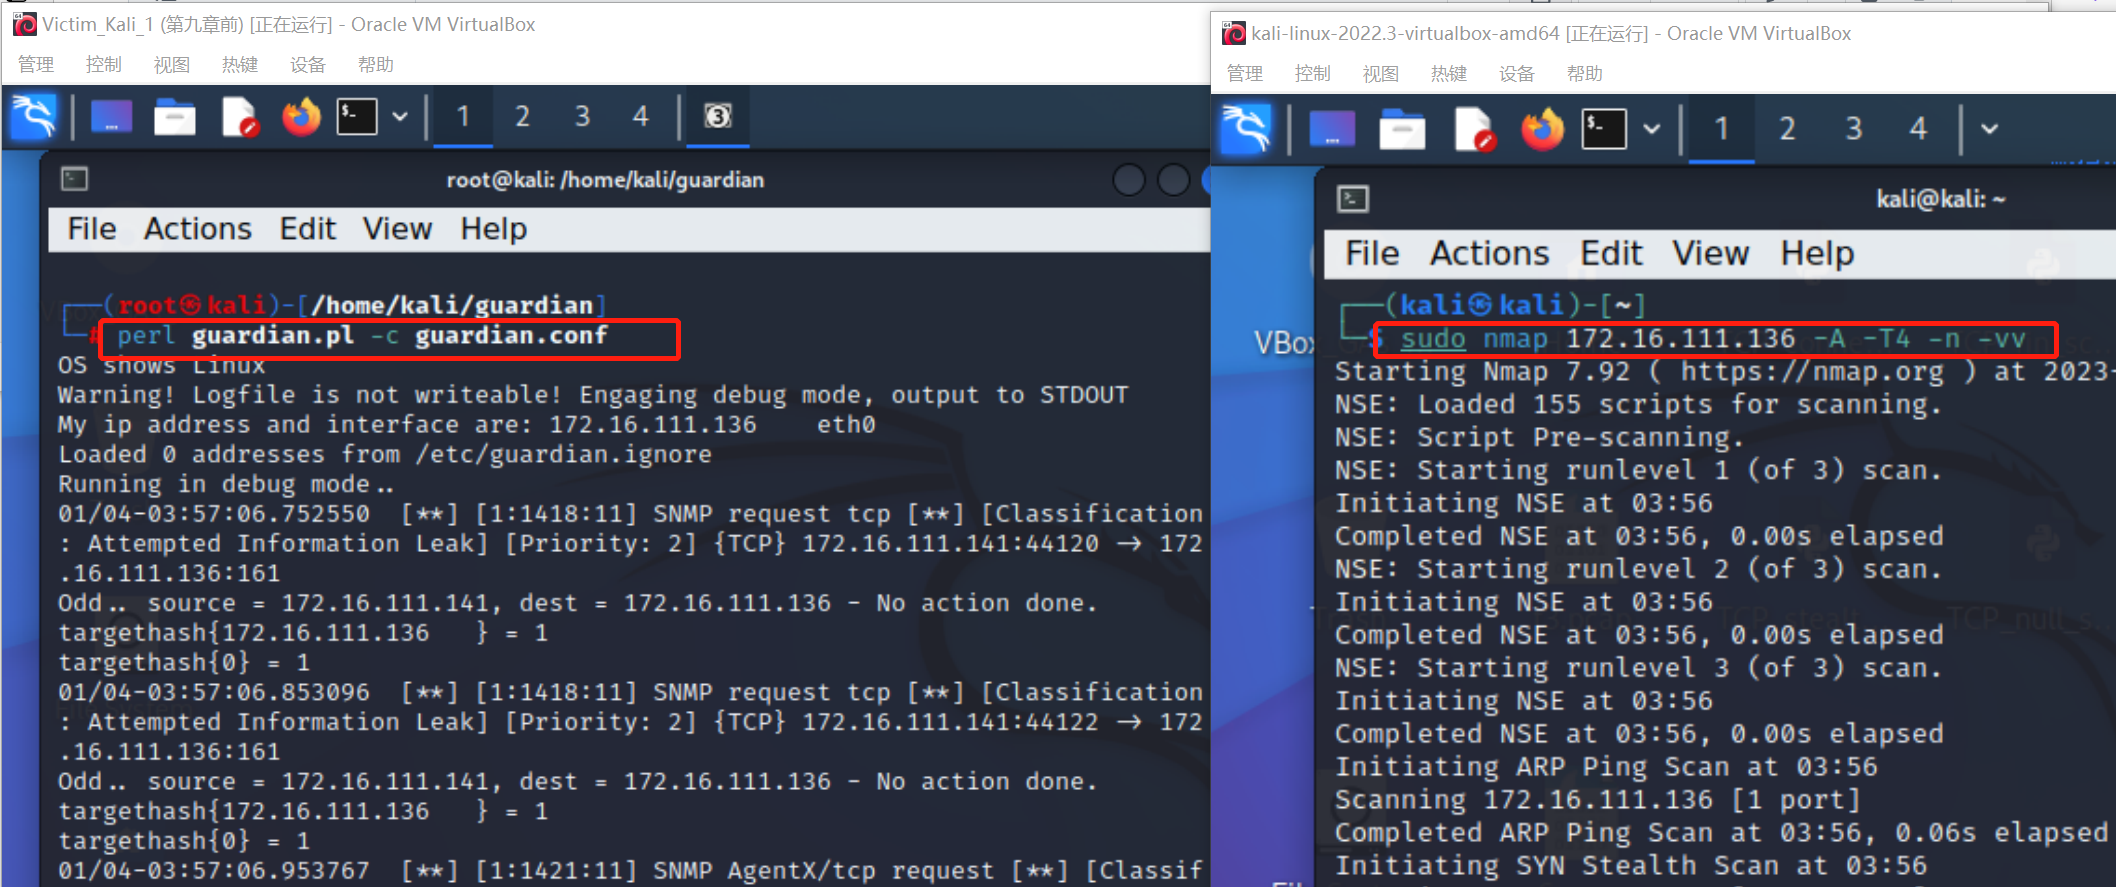 Victim_Kali_1 (第九章前) [正在运行] - Oracle VM VirtualBox
管理 控制 视图 热键 设备 帮助
1 2 3 4
root@kali: /home/kali/guardian
File Actions Edit View Help
(root㉿kali)-[/home/kali/guardian]
# perl guardian.pl -c guardian.conf
OS shows Linux
Warning! Logfile is not writeable! Engaging debug mode, output to STDOUT
My ip address and interface are: 172.16.111.136 eth0
Loaded 0 addresses from /etc/guardian.ignore
Running in debug mode..
01/04-03:57:06.752550 [**] [1:1418:11] SNMP request tcp [**] [Classification
: Attempted Information Leak] [Priority: 2] {TCP} 172.16.111.141:44120 → 172
.16.111.136:161
Odd.. source = 172.16.111.141, dest = 172.16.111.136 - No action done.
targethash{172.16.111.136 } = 1
targethash{0} = 1
01/04-03:57:06.853096 [**] [1:1418:11] SNMP request tcp [**] [Classification
: Attempted Information Leak] [Priority: 2] {TCP} 172.16.111.141:44122 → 172
.16.111.136:161
Odd.. source = 172.16.111.141, dest = 172.16.111.136 - No action done.
targethash{172.16.111.136 } = 1
targethash{0} = 1
01/04-03:57:06.953767 [**] [1:1421:11] SNMP AgentX/tcp request [**] [Classif
kali-linux-2022.3-virtualbox-amd64 [正在运行] - Oracle VM VirtualBox
管理 控制 视图 热键 设备 帮助
1 2 3 4
kali@kali: ~
File Actions Edit View Help
(kali㉿kali)-[~]
$ sudo nmap 172.16.111.136 -A -T4 -n -vv
Starting Nmap 7.92 ( https://nmap.org ) at 2023-
NSE: Loaded 155 scripts for scanning.
NSE: Script Pre-scanning.
NSE: Starting runlevel 1 (of 3) scan.
Initiating NSE at 03:56
Completed NSE at 03:56, 0.00s elapsed
NSE: Starting runlevel 2 (of 3) scan.
Initiating NSE at 03:56
Completed NSE at 03:56, 0.00s elapsed
NSE: Starting runlevel 3 (of 3) scan.
Initiating NSE at 03:56
Completed NSE at 03:56, 0.00s elapsed
Initiating ARP Ping Scan at 03:56
Scanning 172.16.111.136 [1 port]
Completed ARP Ping Scan at 03:56, 0.06s elapsed
Initiating SYN Stealth Scan at 03:56